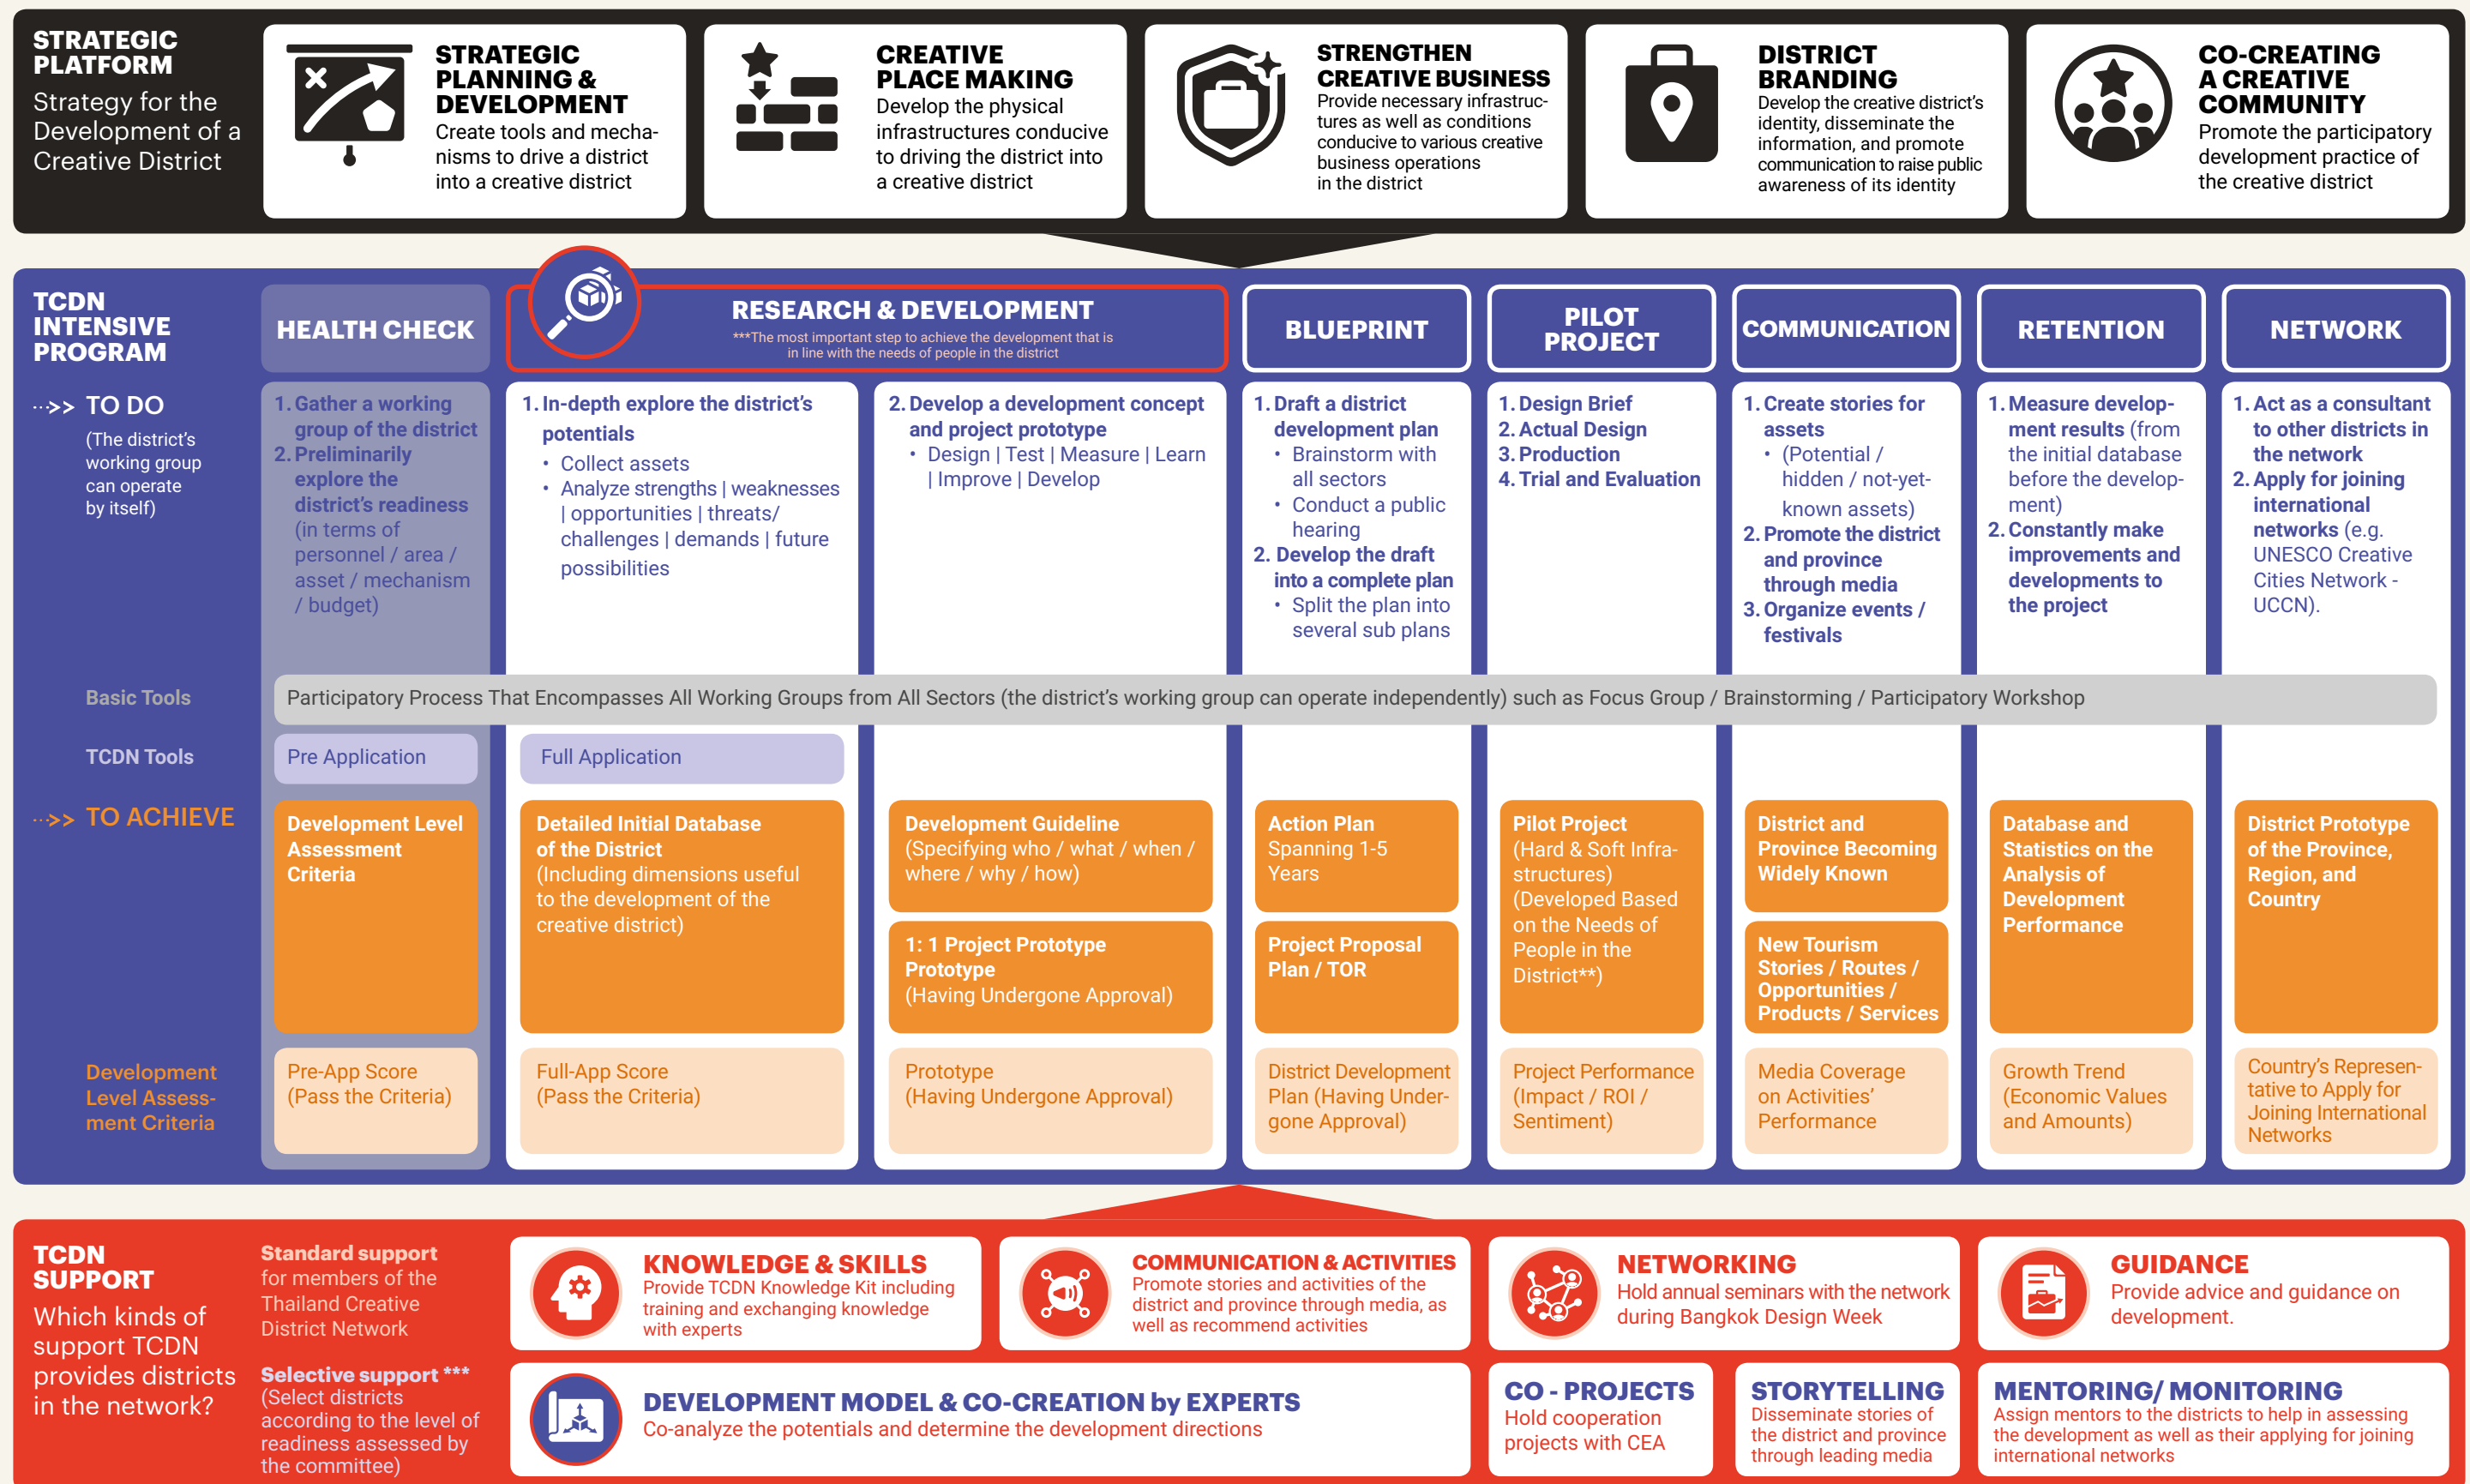 STRATEGIC
PLATFORM
Strategy for the
Development of a
Creative District
STRATEGIC
PLANNING &
DEVELOPMENT
Create tools and mecha-
nisms to drive a district
into a creative district
CREATIVE
PLACE MAKING
Develop the physical
infrastructures conducive
to driving the district into
a creative district
STRENGTHEN
CREATIVE BUSINESS
Provide necessary infrastruc-
tures as well as conditions
conducive to various creative
business operations
in the district
DISTRICT
BRANDING
Develop the creative district's
identity, disseminate the
information, and promote
communication to raise public
awareness of its identity
CO-CREATING
A CREATIVE
COMMUNITY
Promote the participatory
development practice of
the creative district
TCDN
INTENSIVE
PROGRAM
HEALTH CHECK
RESEARCH & DEVELOPMENT
***The most important step to achieve the development that is
in line with the needs of people in the district
BLUEPRINT
PILOT
PROJECT
COMMUNICATION
RETENTION
NETWORK
TO DO
(The district's
working group
can operate
by itself)
1. Gather a working
group of the district
2. Preliminarily
explore the
district's readiness
(in terms of
personnel / area /
asset / mechanism
/ budget)
1. In-depth explore the district's
potentials
• Collect assets
• Analyze strengths | weaknesses
| opportunities | threats/
challenges | demands | future
possibilities
2. Develop a development concept
and project prototype
• Design | Test | Measure | Learn
| Improve | Develop
1. Draft a district
development plan
• Brainstorm with
all sectors
• Conduct a public
hearing
2. Develop the draft
into a complete plan
• Split the plan into
several sub plans
1. Design Brief
2. Actual Design
3. Production
4. Trial and Evaluation
1. Create stories for
assets
• (Potential /
hidden / not-yet-
known assets)
2. Promote the district
and province
through media
3. Organize events /
festivals
1. Measure develop-
ment results (from
the initial database
before the develop-
ment)
2. Constantly make
improvements and
developments to
the project
1. Act as a consultant
to other districts in
the network
2. Apply for joining
international
networks (e.g.
UNESCO Creative
Cities Network -
UCCN).
Basic Tools
Participatory Process That Encompasses All Working Groups from All Sectors (the district's working group can operate independently) such as Focus Group / Brainstorming / Participatory Workshop
TCDN Tools
Pre Application
Full Application
TO ACHIEVE
Development Level
Assessment
Criteria
Detailed Initial Database
of the District
(Including dimensions useful
to the development of the
creative district)
Development Guideline
(Specifying who / what / when /
where / why / how)
1: 1 Project Prototype
Prototype
(Having Undergone Approval)
Action Plan
Spanning 1-5
Years
Project Proposal
Plan / TOR
Pilot Project
(Hard & Soft Infra-
structures)
(Developed Based
on the Needs of
People in the
District**)
District and
Province Becoming
Widely Known
New Tourism
Stories / Routes /
Opportunities /
Products / Services
Database and
Statistics on the
Analysis of
Development
Performance
District Prototype
of the Province,
Region, and
Country
Development
Level Assess-
ment Criteria
Pre-App Score
(Pass the Criteria)
Full-App Score
(Pass the Criteria)
Prototype
(Having Undergone Approval)
District Development
Plan (Having Under-
gone Approval)
Project Performance
(Impact / ROI /
Sentiment)
Media Coverage
on Activities'
Performance
Growth Trend
(Economic Values
and Amounts)
Country's Represen-
tative to Apply for
Joining International
Networks
TCDN
SUPPORT
Which kinds of
support TCDN
provides districts
in the network?
Standard support
for members of the
Thailand Creative
District Network
KNOWLEDGE & SKILLS
Provide TCDN Knowledge Kit including
training and exchanging knowledge
with experts
COMMUNICATION & ACTIVITIES
Promote stories and activities of the
district and province through media, as
well as recommend activities
NETWORKING
Hold annual seminars with the network
during Bangkok Design Week
GUIDANCE
Provide advice and guidance on
development.
Selective support ***
(Select districts
according to the level of
readiness assessed by
the committee)
DEVELOPMENT MODEL & CO-CREATION by EXPERTS
Co-analyze the potentials and determine the development directions
CO - PROJECTS
Hold cooperation
projects with CEA
STORYTELLING
Disseminate stories of
the district and province
through leading media
MENTORING/ MONITORING
Assign mentors to the districts to help in assessing
the development as well as their applying for joining
international networks